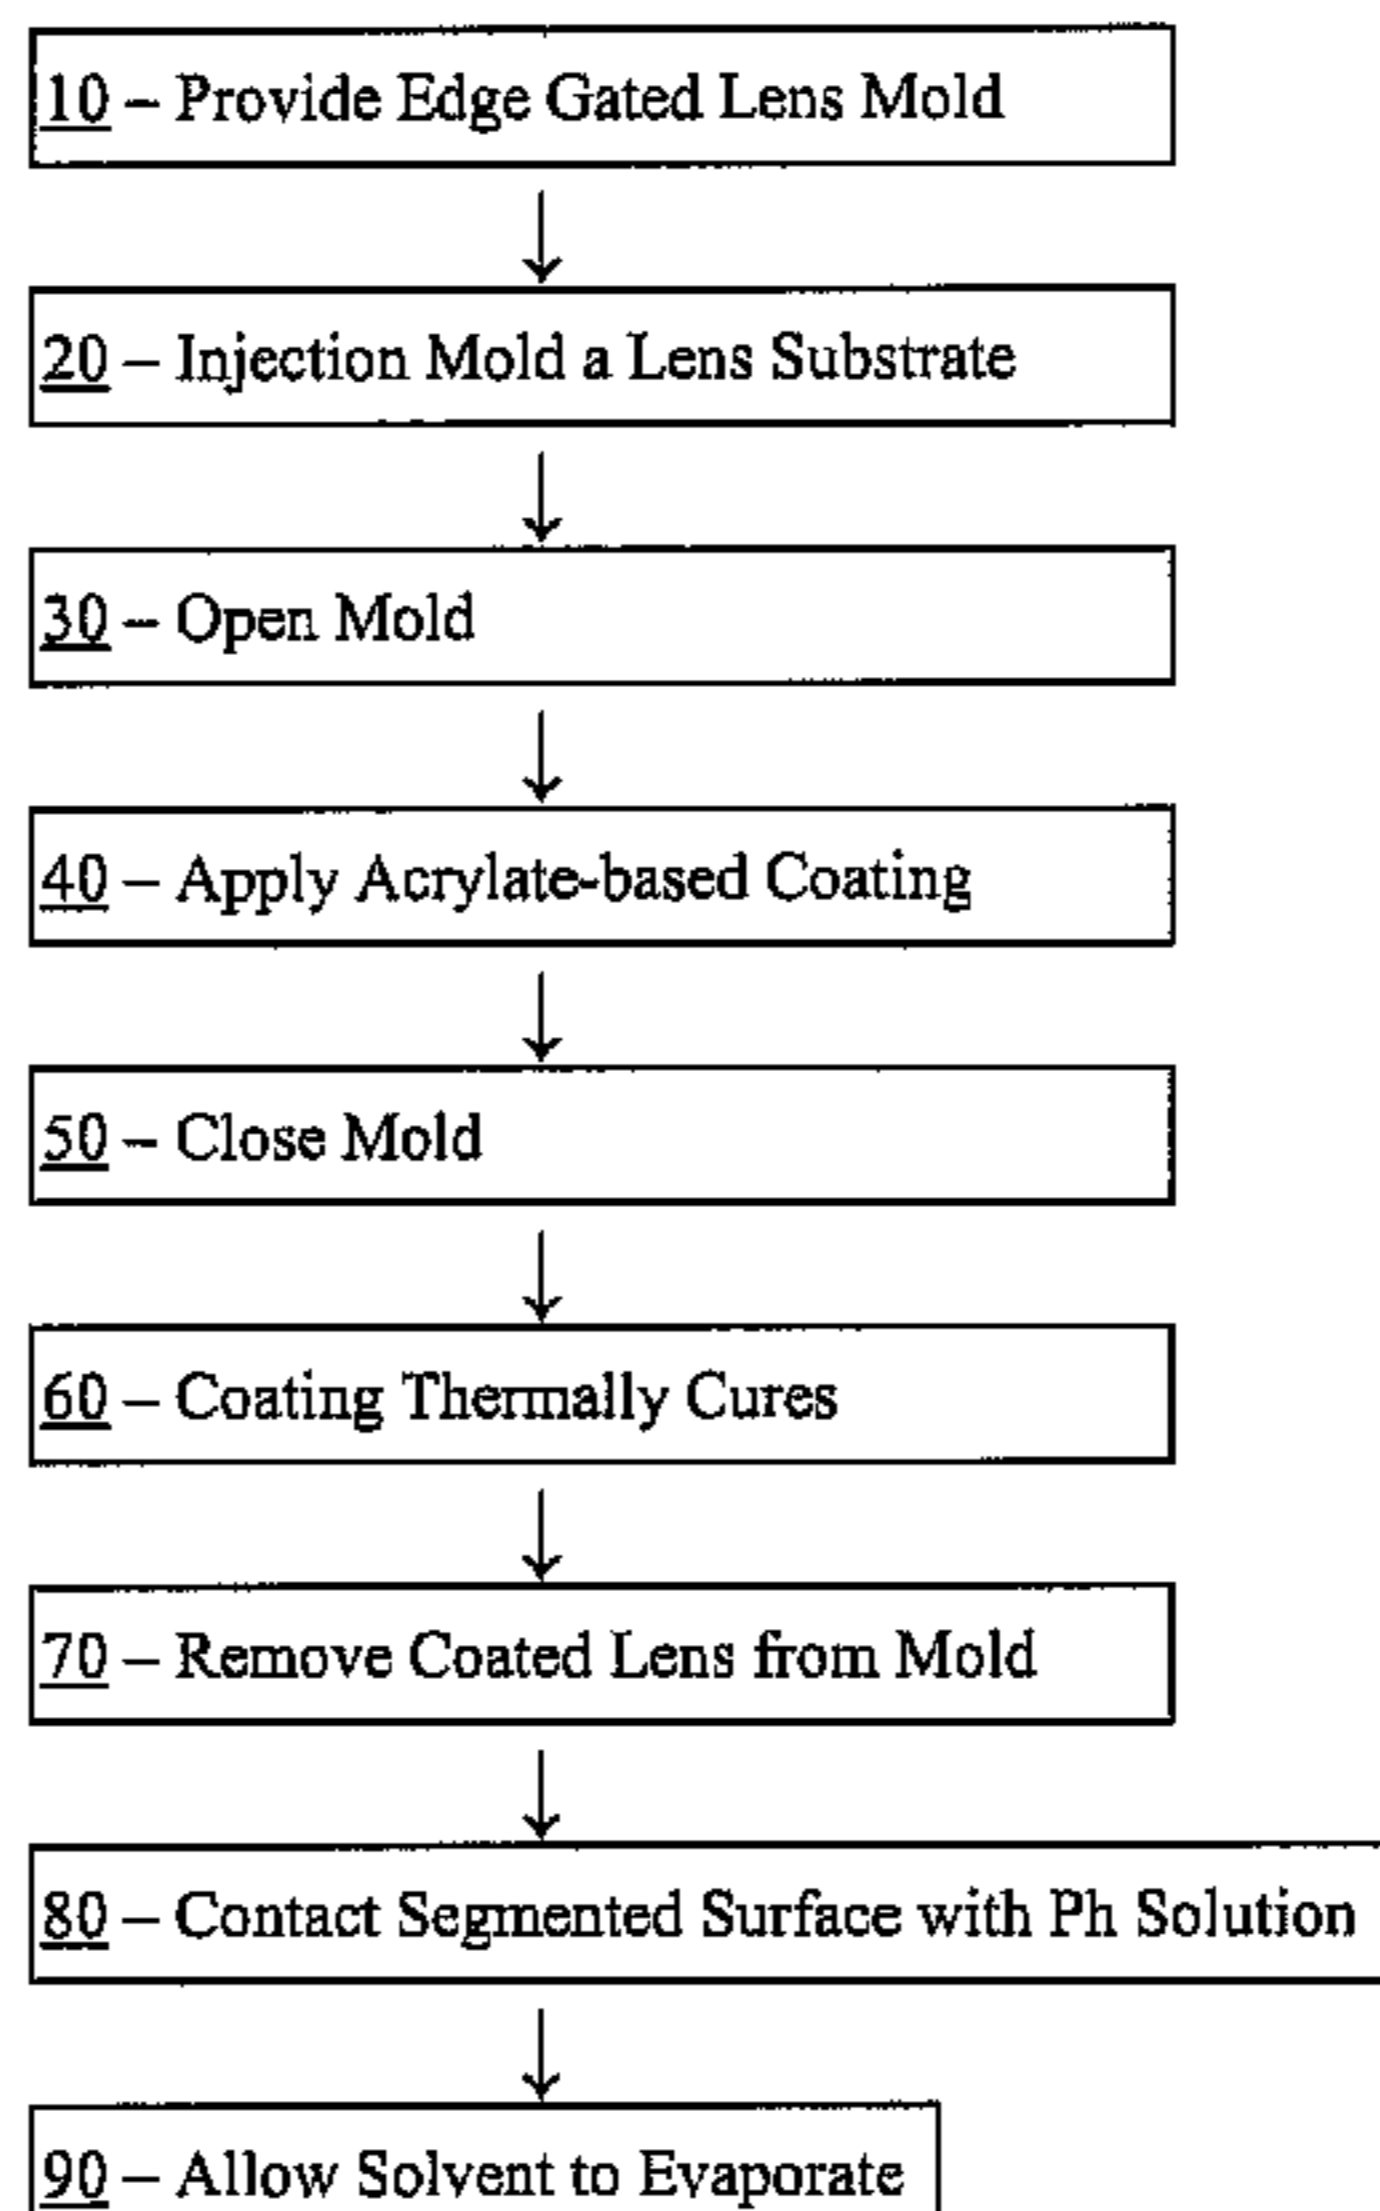 10 – Provide Edge Gated Lens Mold
20 – Injection Mold a Lens Substrate
30 – Open Mold
40 – Apply Acrylate-based Coating
50 – Close Mold
60 – Coating Thermally Cures
70 – Remove Coated Lens from Mold
80 – Contact Segmented Surface with Ph Solution
90 – Allow Solvent to Evaporate